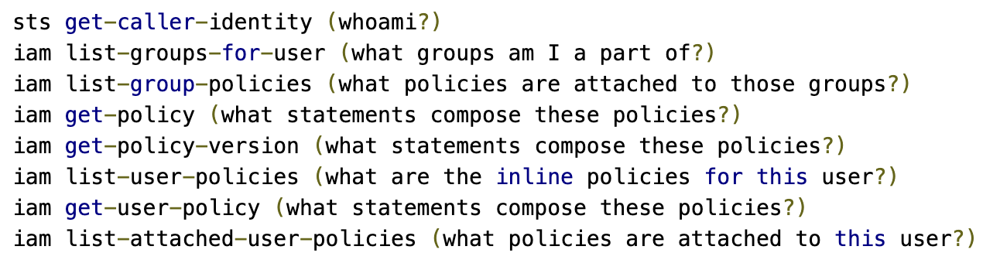 sts get-caller-identity (whoami?)
iam list-groups-for-user (what groups am I a part of?)
iam list-group-policies (what policies are attached to those groups?)
iam get-policy (what statements compose these policies?)
iam get-policy-version (what statements compose these policies?)
iam list-user-policies (what are the inline policies for this user?)
iam get-user-policy (what statements compose these policies?)
iam list-attached-user-policies (what policies are attached to this user?)